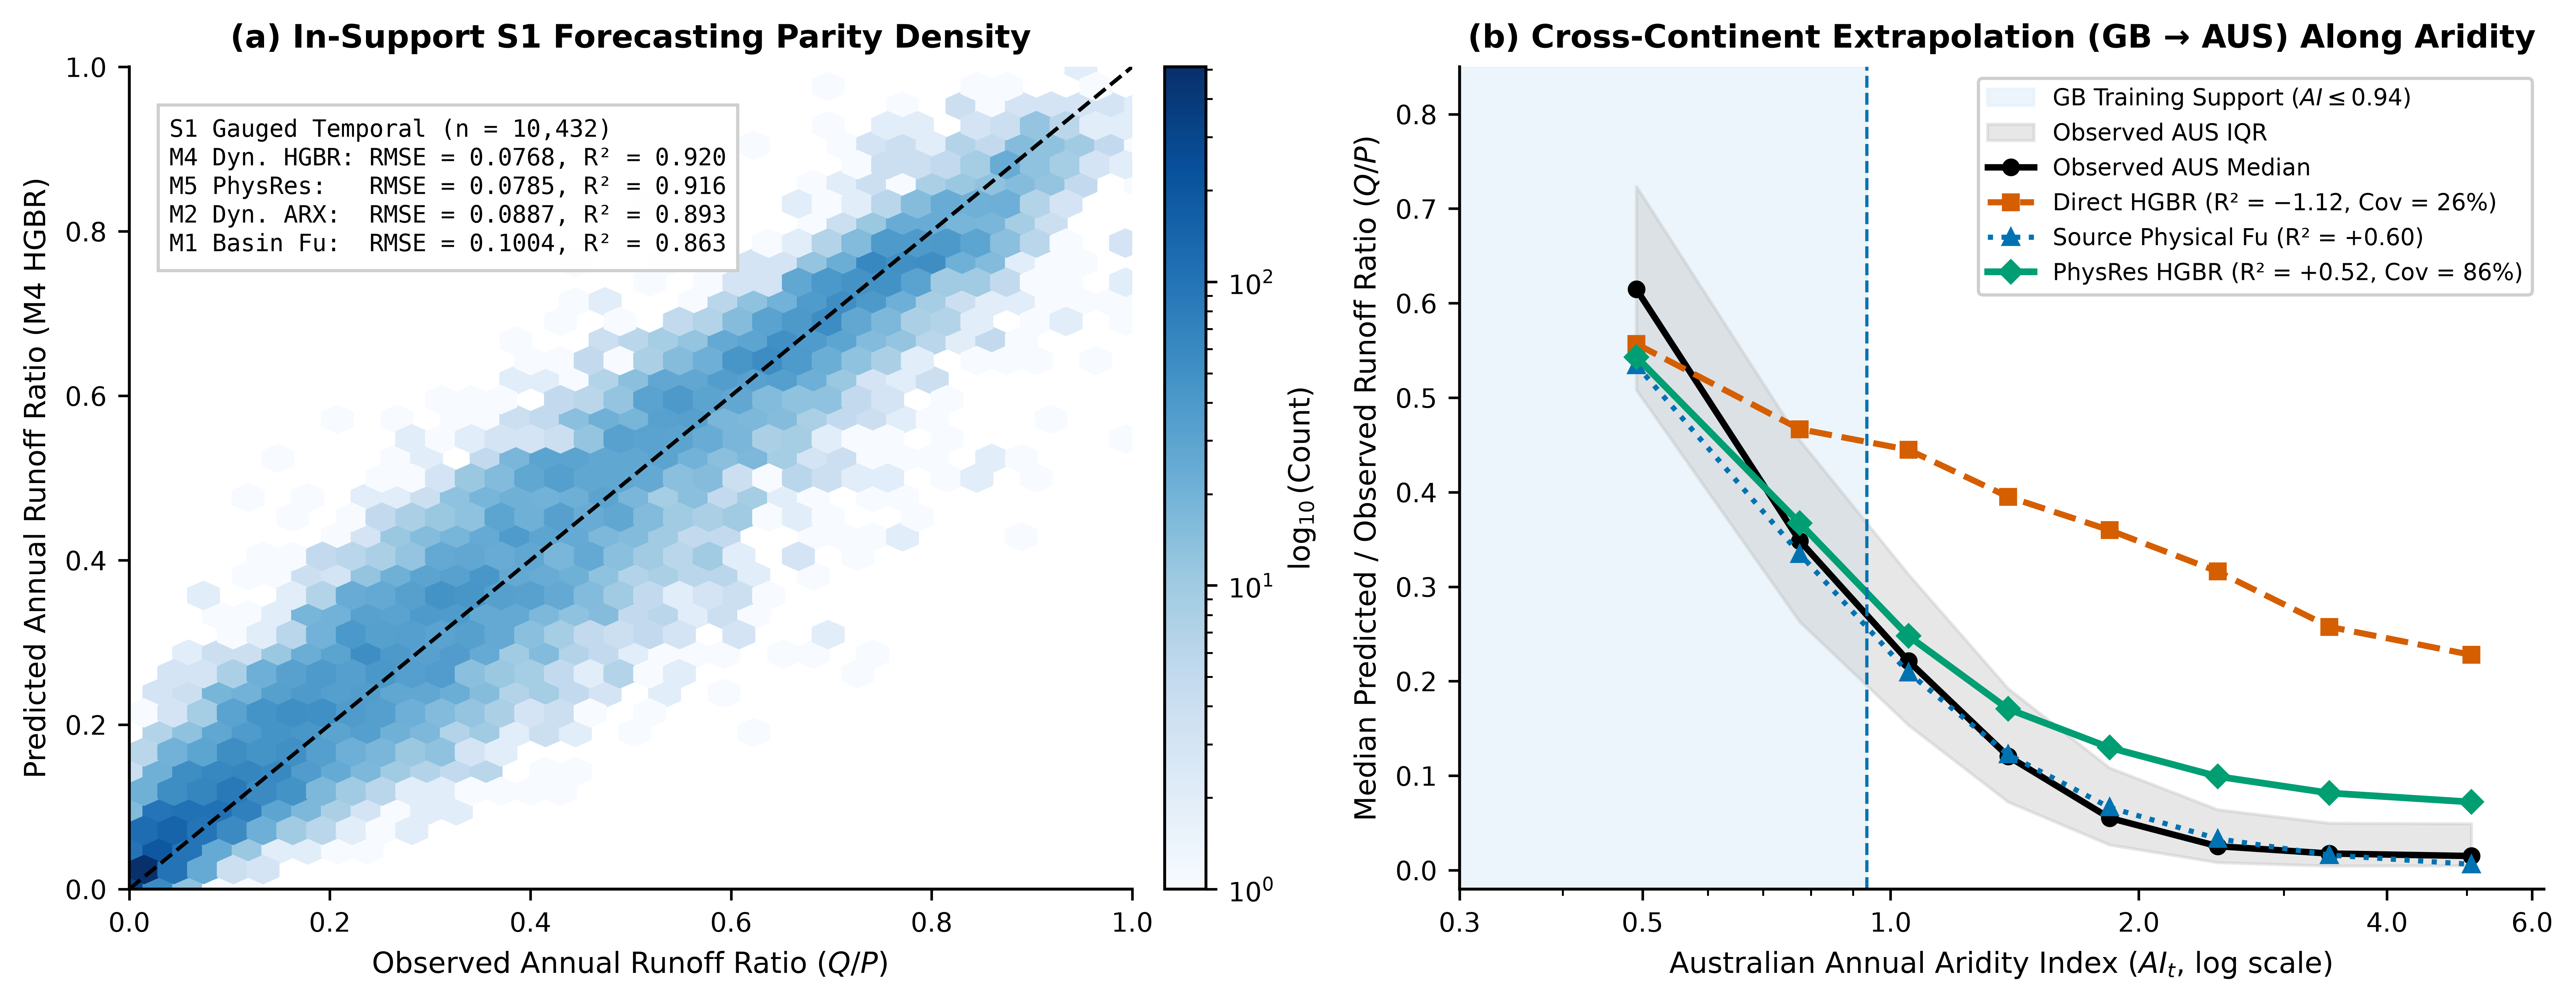 (a) In-Support S1 Forecasting Parity Density
Predicted Annual Runoff Ratio (M4 HGBR)
1.0
0.8
0.6
0.4
0.2
0.0
S1 Gauged Temporal (n = 10,432)
M4 Dyn. HGBR: RMSE = 0.0768, R² = 0.920
M5 PhysRes:   RMSE = 0.0785, R² = 0.916
M2 Dyn. ARX:  RMSE = 0.0887, R² = 0.893
M1 Basin Fu:  RMSE = 0.1004, R² = 0.863
0.0 0.2 0.4 0.6 0.8 1.0
Observed Annual Runoff Ratio (Q/P)
10²
10¹
10⁰
log₁₀(Count)
(b) Cross-Continent Extrapolation (GB → AUS) Along Aridity
Median Predicted / Observed Runoff Ratio (Q/P)
0.8
0.7
0.6
0.5
0.4
0.3
0.2
0.1
0.0
GB Training Support (AI ≤ 0.94)
Observed AUS IQR
Observed AUS Median
Direct HGBR (R² = −1.12, Cov = 26%)
Source Physical Fu (R² = +0.60)
PhysRes HGBR (R² = +0.52, Cov = 86%)
0.3 0.5 1.0 2.0 4.0 6.0
Australian Annual Aridity Index (AIₜ, log scale)